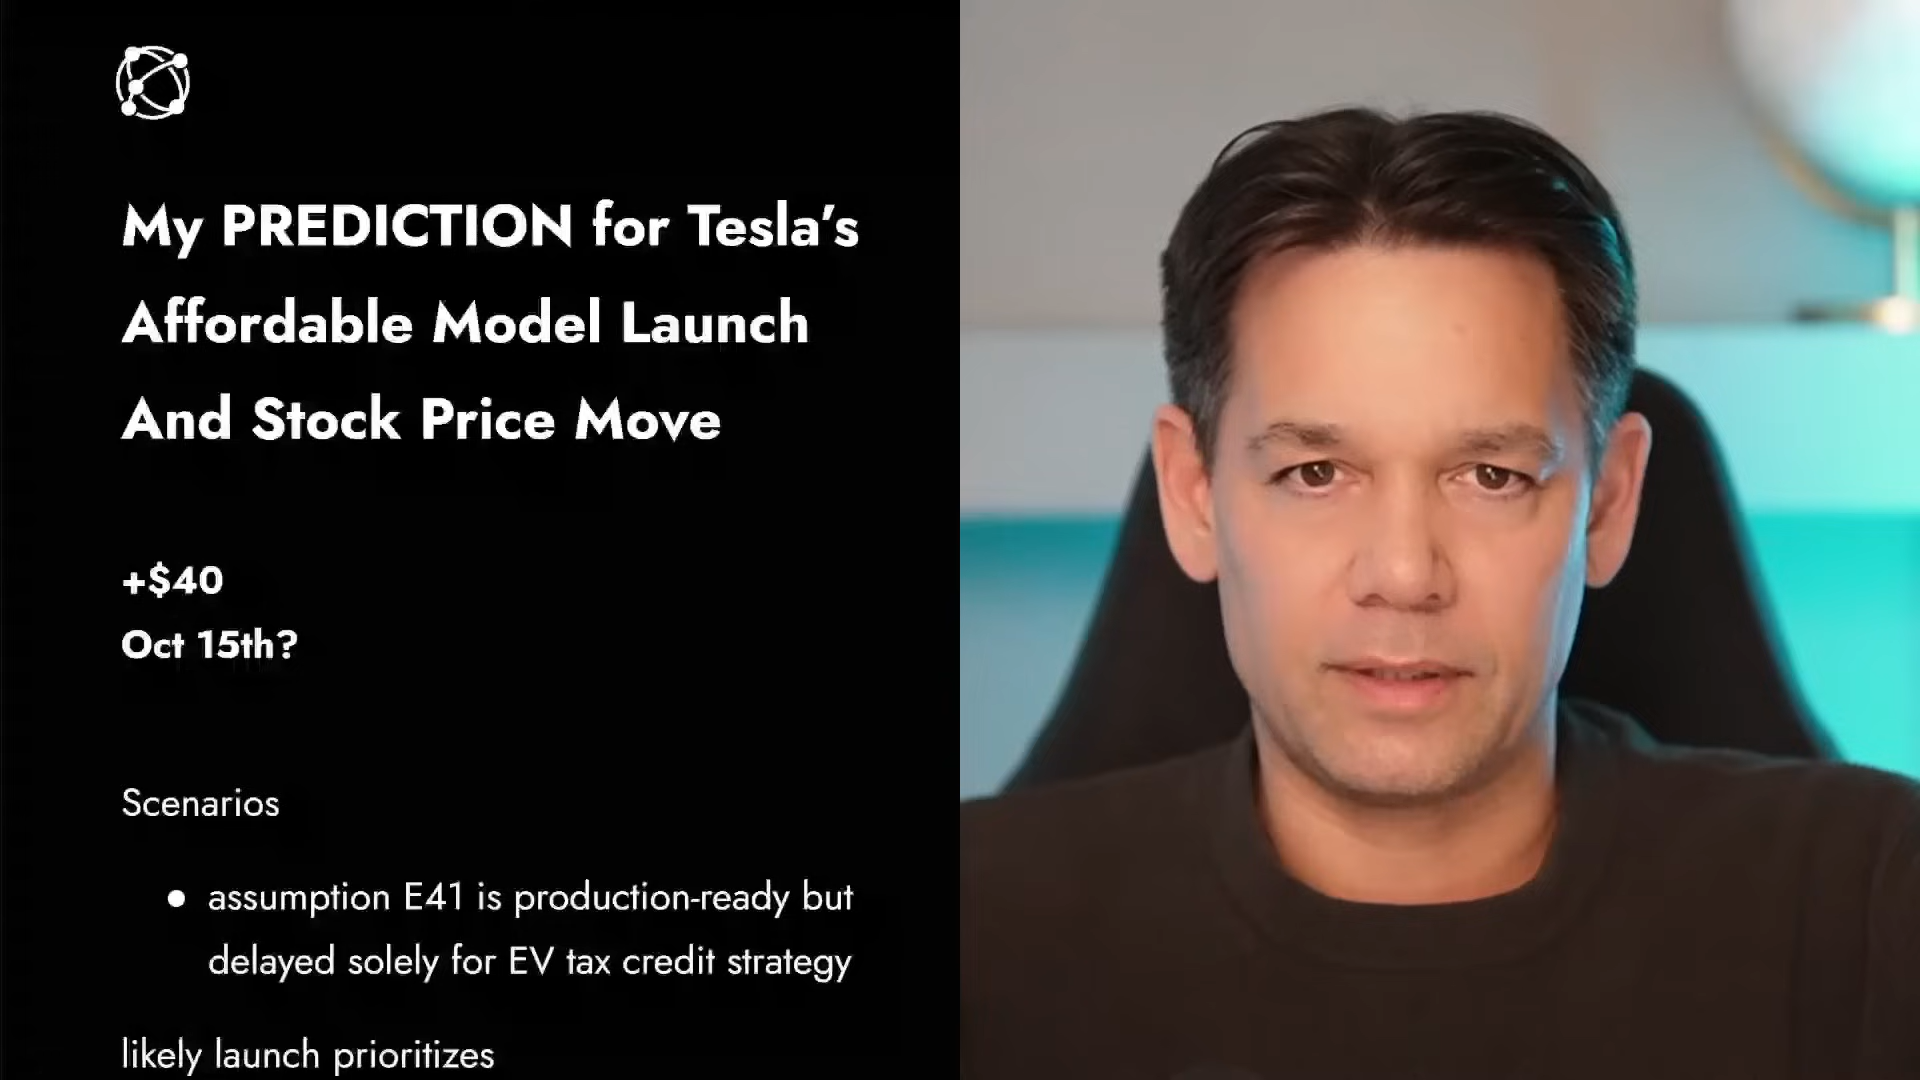 My PREDICTION for Tesla's
Affordable Model Launch
And Stock Price Move
+$40
Oct 15th?
Scenarios
• assumption E41 is production-ready but
delayed solely for EV tax credit strategy
likely launch prioritizes